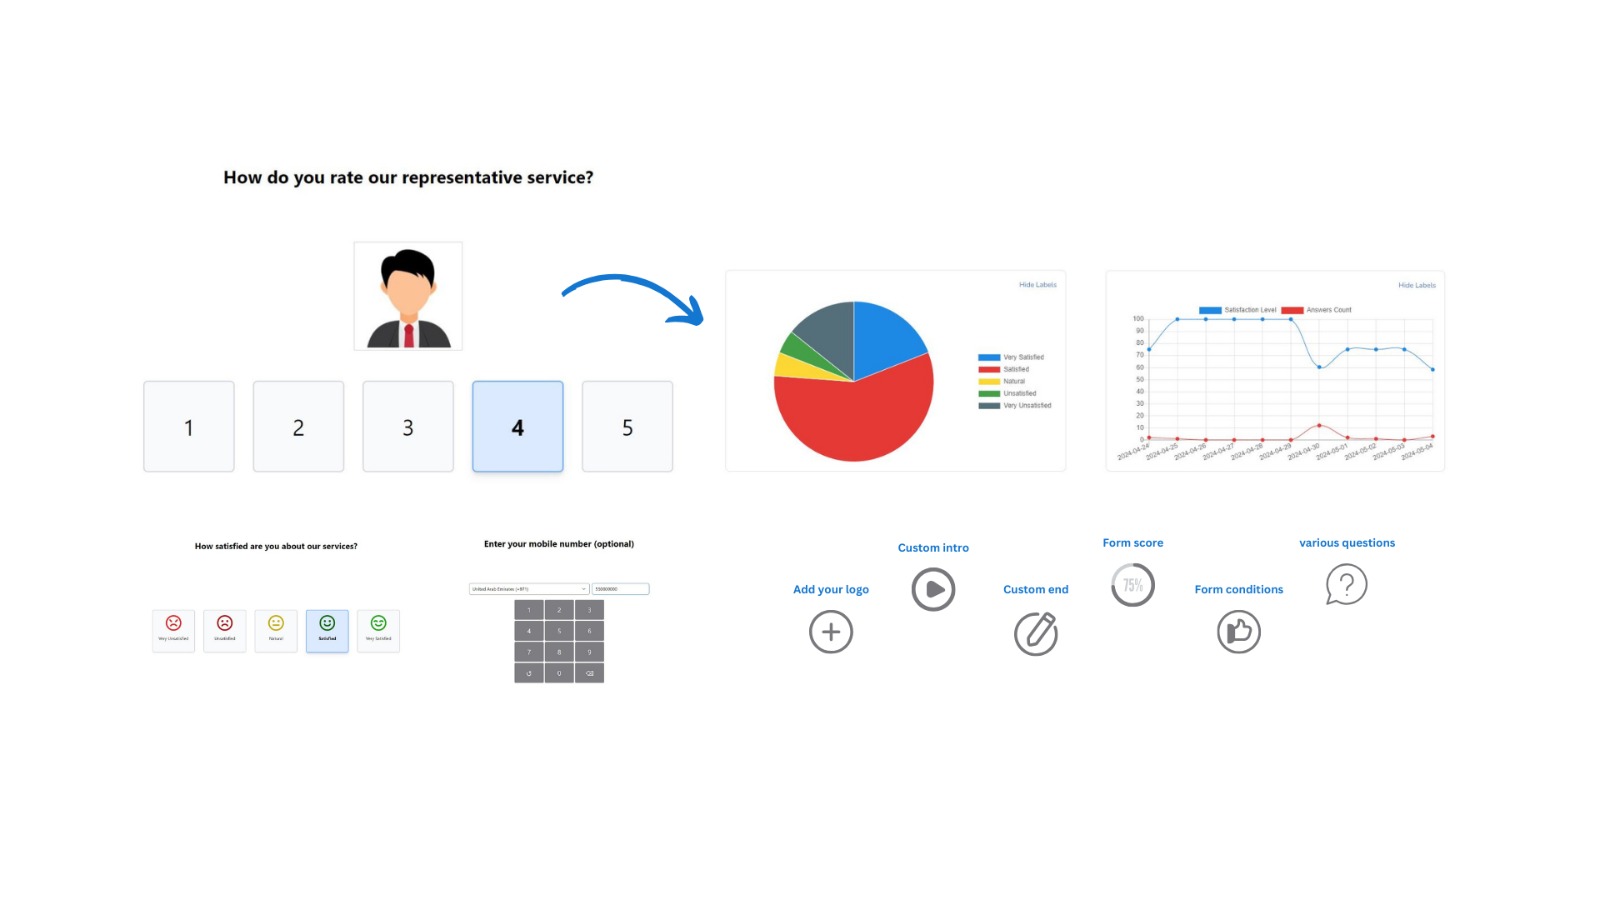 How do you rate our representative service?
1
2
3
4
5
Hide Labels
Very Satisfied
Satisfied
Natural
Unsatisfied
Very Unsatisfied
Hide Labels
Satisfaction Level
Answers Count
100
90
80
70
60
50
40
30
20
10
0
2024-04-24
2024-04-25
2024-04-26
2024-04-27
2024-04-28
2024-04-29
2024-04-30
2024-05-01
2024-05-02
2024-05-03
2024-05-04
How satisfied are you about our services?
Very Unsatisfied
Unsatisfied
Natural
Satisfied
Very Satisfied
Enter your mobile number (optional)
United Arab Emirates (+971)
1 2 3
4 5 6
7 8 9
0
Custom intro
Form score
various questions
75%
Add your logo
Custom end
Form conditions